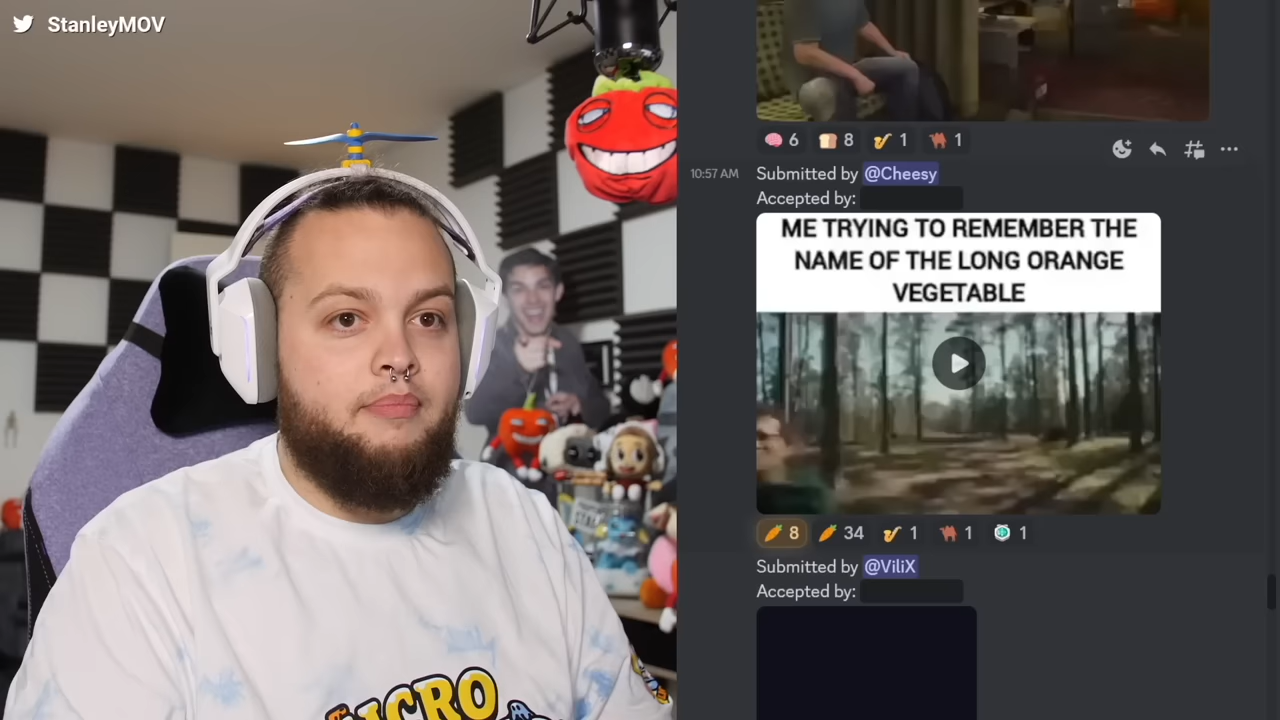 StanleyMOV
6
8
1
1
10:57 AM
Submitted by @Cheesy
Accepted by:
ME TRYING TO REMEMBER THE
NAME OF THE LONG ORANGE
VEGETABLE
8
34
1
1
1
Submitted by @ViliX
Accepted by:
MICRO